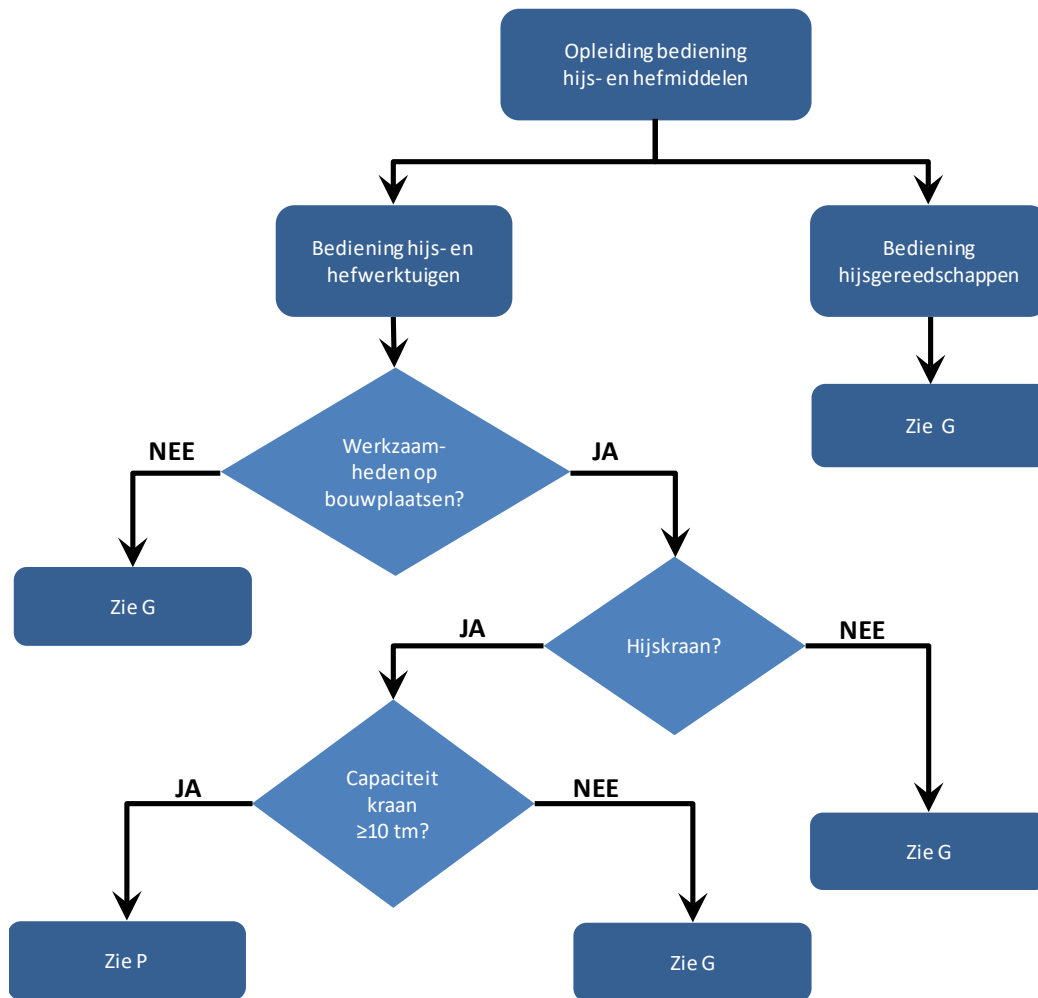 Opleiding bediening
hijs- en hefmiddelen
Bediening hijs- en
hefwerktuigen
Bediening
hijsgereedschappen
Werkzaam-
heden op
bouwplaatsen?
NEE
JA
Zie G
Zie G
Hijskraan?
JA
NEE
Capaciteit
kraan
≥10 tm?
JA
NEE
Zie G
Zie P
Zie G